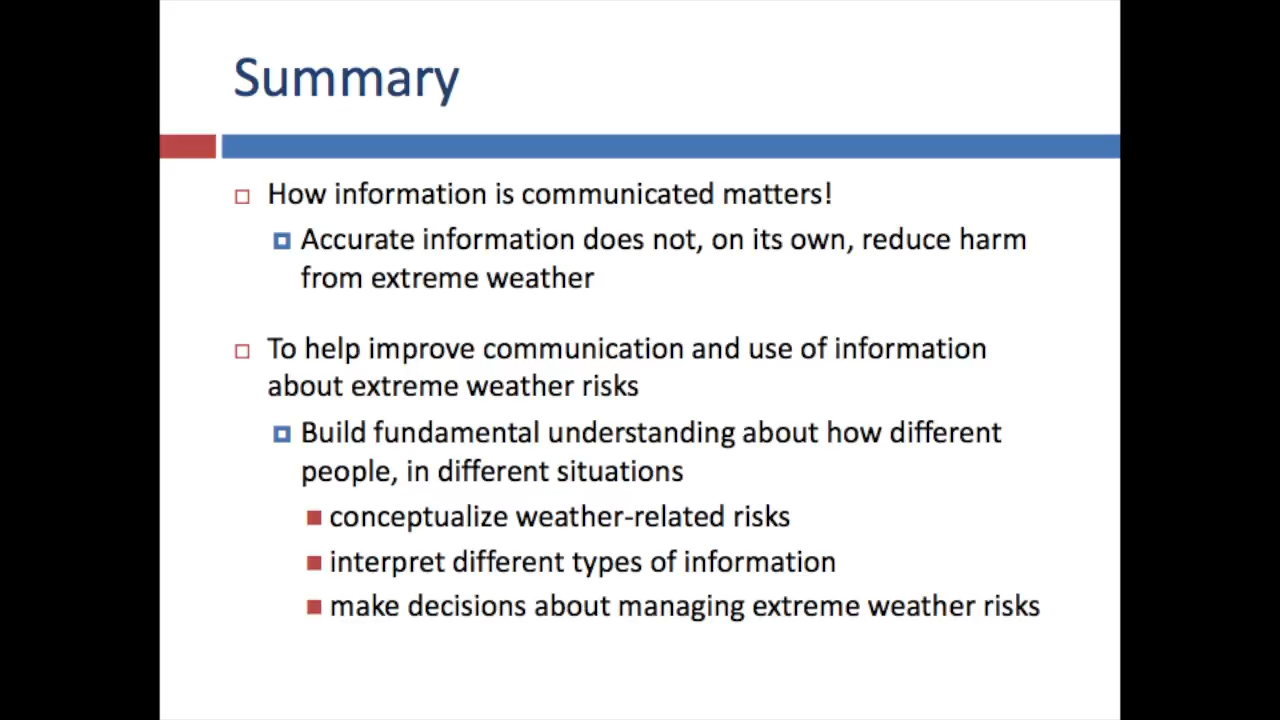 Summary
How information is communicated matters!
Accurate information does not, on its own, reduce harm
from extreme weather
To help improve communication and use of information
about extreme weather risks
Build fundamental understanding about how different
people, in different situations
conceptualize weather-related risks
interpret different types of information
make decisions about managing extreme weather risks